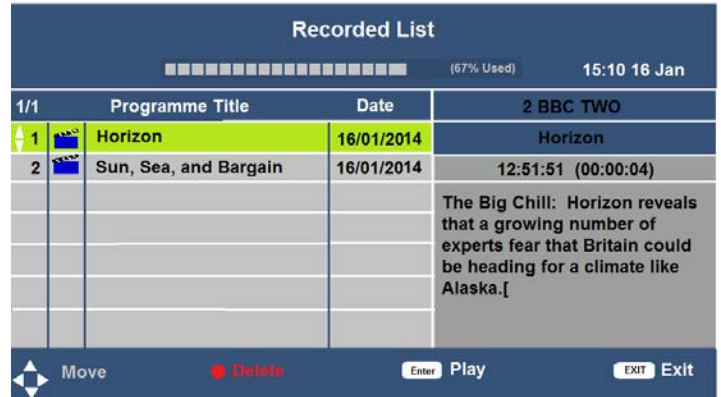 Recorded List
(67% Used) 15:10 16 Jan
1/1 Programme Title Date 2 BBC TWO
1 Horizon 16/01/2014 Horizon
2 Sun, Sea, and Bargain 16/01/2014 12:51:51 (00:00:04)
The Big Chill: Horizon reveals
that a growing number of
experts fear that Britain could
be heading for a climate like
Alaska.[
Move Delete Enter Play EXIT Exit